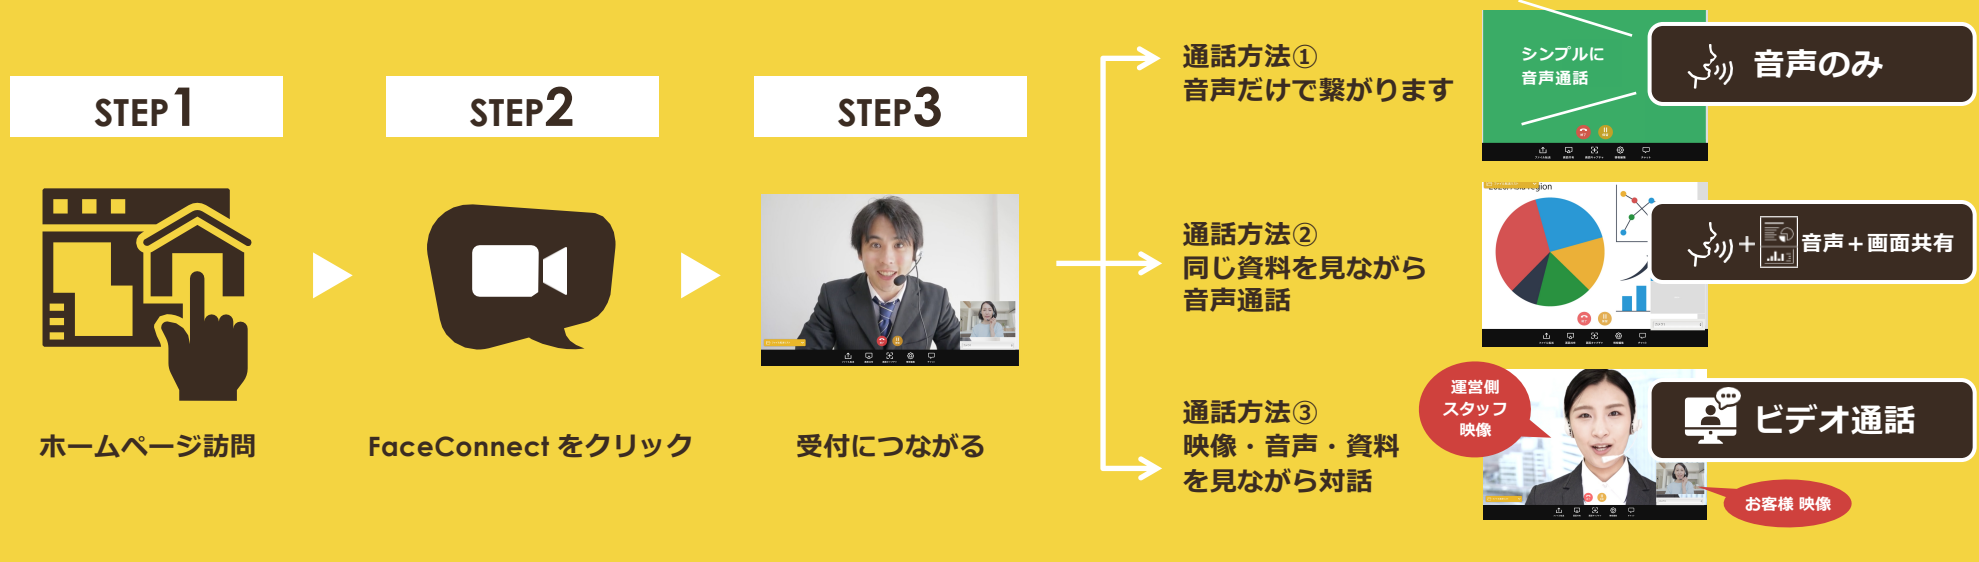 STEP1
ホームページ訪問
STEP2
FaceConnect をクリック
STEP3
受付につながる
通話方法①
音声だけで繋がります
シンプルに
音声通話
音声のみ
通話方法②
同じ資料を見ながら
音声通話
+
音声+画面共有
通話方法③
映像・音声・資料
を見ながら対話
運営側
スタッフ
映像
ビデオ通話
お客様 映像